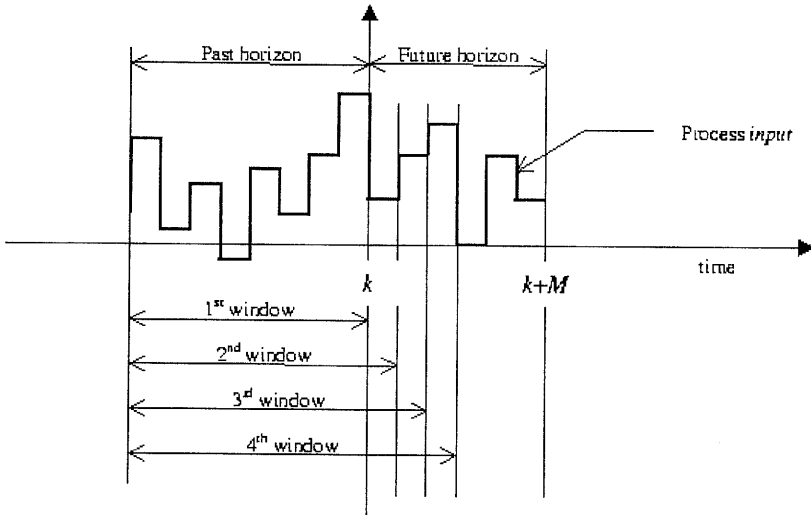 Past horizon
Future horizon
Process input
time
k
k+M
1st window
2nd window
3rd window
4th window